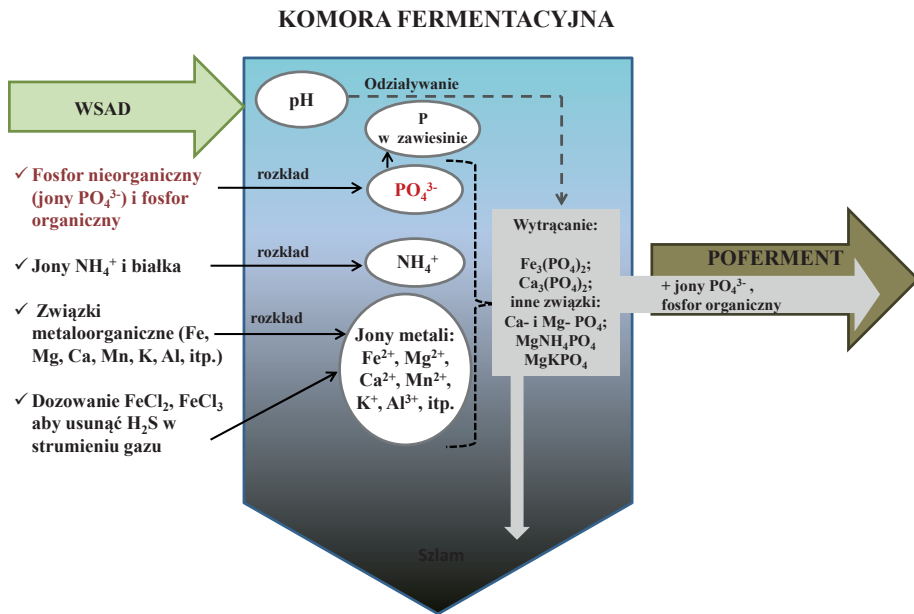 KOMORA FERMENTACYJNA
WSAD
pH
Odziaływanie
P
w zawiesinie
✓ Fosfor nieorganiczny
(jony PO₄³⁻) i fosfor
organiczny
rozkład
PO₄³⁻
✓ Jony NH₄⁺ i białka
rozkład
NH₄⁺
✓ Związki
metaloorganiczne (Fe,
Mg, Ca, Mn, K, Al, itp.)
rozkład
Jony metali:
Fe²⁺, Mg²⁺,
Ca²⁺, Mn²⁺,
K⁺, Al³⁺, itp.
✓ Dozowanie FeCl₂, FeCl₃
aby usunąć H₂S w
strumieniu gazu
Wytrącanie:
Fe₃(PO₄)₂;
Ca₃(PO₄)₂;
inne związki:
Ca- i Mg- PO₄;
MgNH₄PO₄
MgKPO₄
POFERMENT
+ jony PO₄³⁻ ,
fosfor organiczny
Szlam